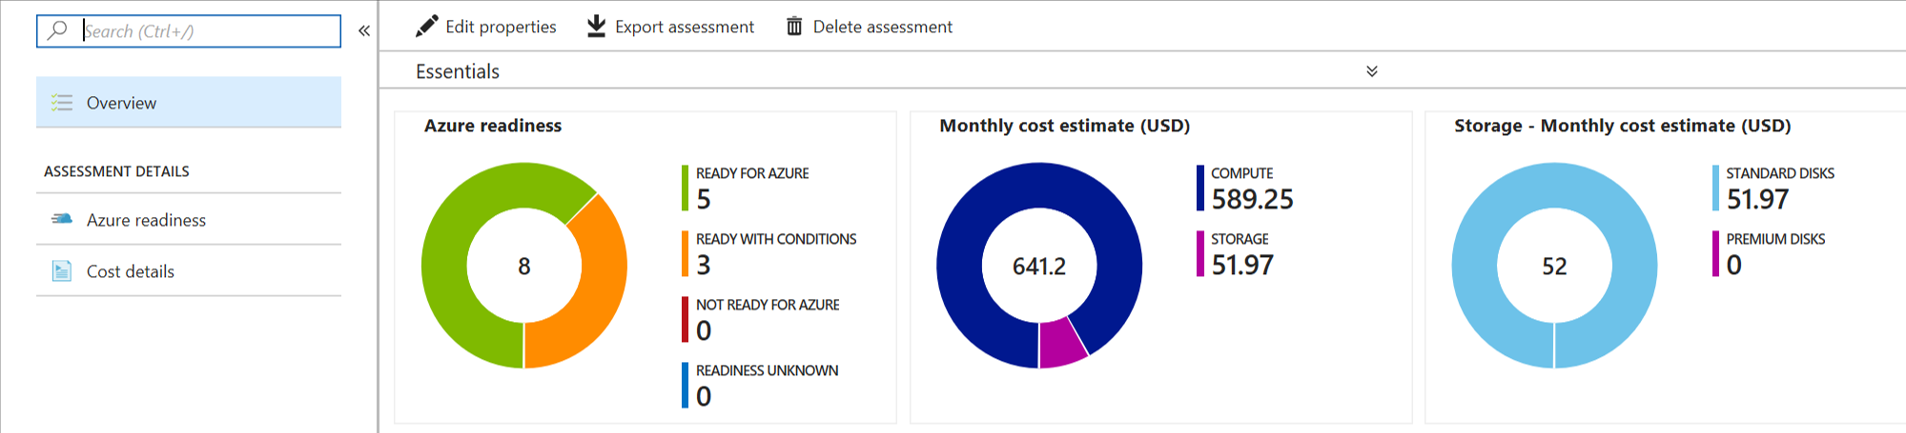 Search (Ctrl+/)
Overview
ASSESSMENT DETAILS
Azure readiness
Cost details
Edit properties
Export assessment
Delete assessment
Essentials
Azure readiness
8
READY FOR AZURE
5
READY WITH CONDITIONS
3
NOT READY FOR AZURE
0
READINESS UNKNOWN
0
Monthly cost estimate (USD)
641.2
COMPUTE
589.25
STORAGE
51.97
Storage - Monthly cost estimate (USD)
52
STANDARD DISKS
51.97
PREMIUM DISKS
0